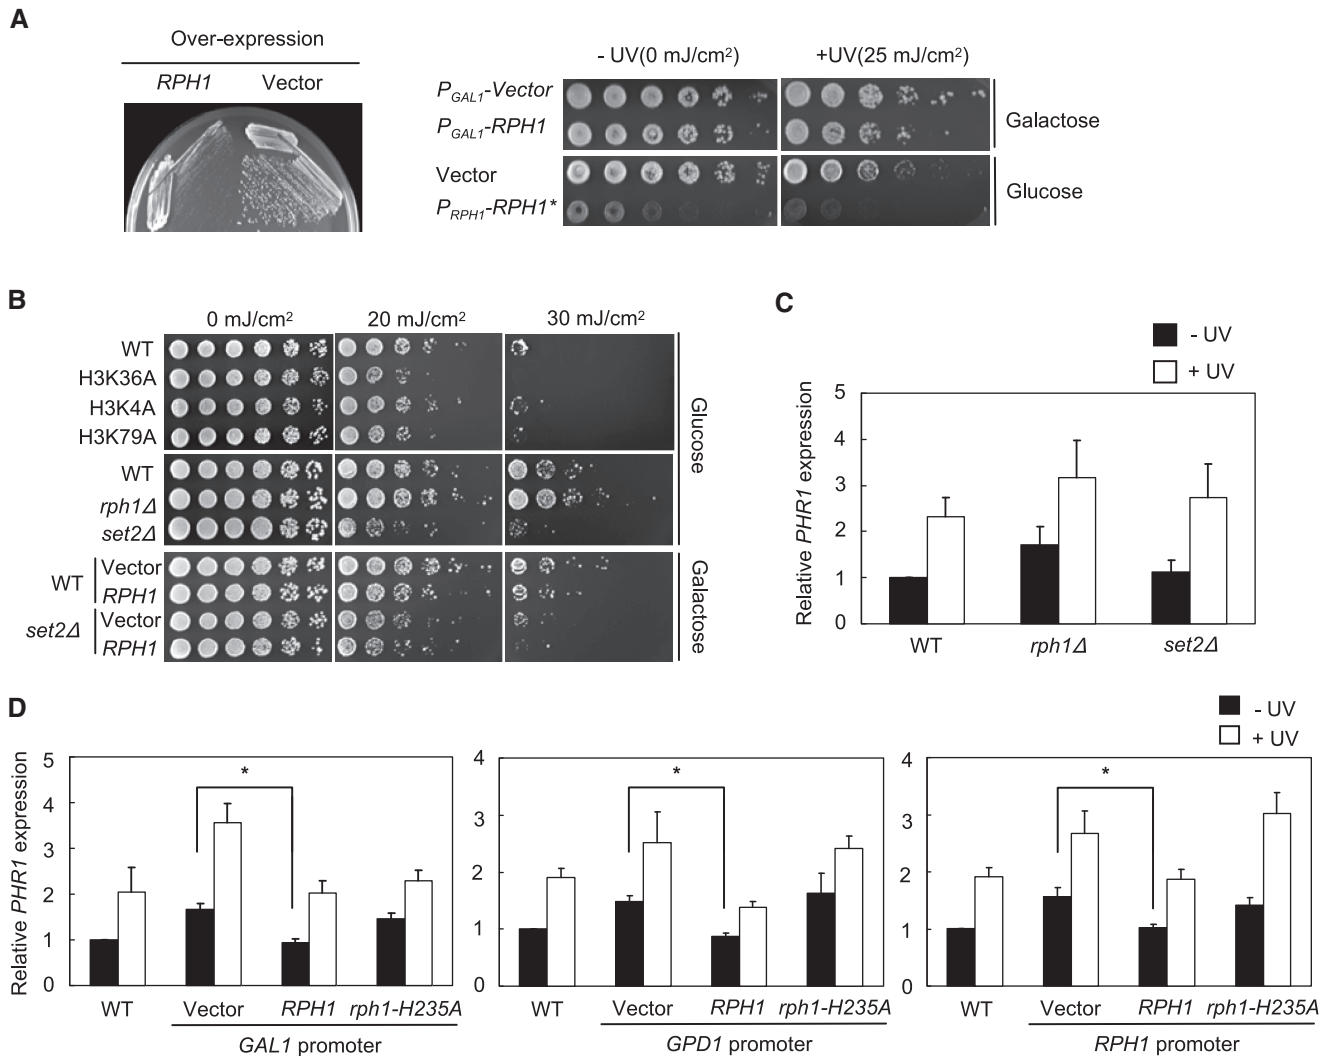 A
Over-expression
RPH1 Vector
- UV(0 mJ/cm²) +UV(25 mJ/cm²)
P_GAL1-Vector
P_GAL1-RPH1
Galactose
Vector
P_RPH1-RPH1*
Glucose
B
0 mJ/cm² 20 mJ/cm² 30 mJ/cm²
WT
H3K36A
H3K4A
H3K79A
WT
rph1Δ
set2Δ
Glucose
WT
Vector
RPH1
set2Δ
Vector
RPH1
Galactose
C
- UV
+ UV
Relative PHR1 expression
5
4
3
2
1
0
WT rph1Δ set2Δ
D
- UV
+ UV
Relative PHR1 expression
5
4
3
2
1
0
*
WT Vector RPH1 rph1-H235A
GAL1 promoter
4
3
2
1
0
*
WT Vector RPH1 rph1-H235A
GPD1 promoter
4
3
2
1
0
*
WT Vector RPH1 rph1-H235A
RPH1 promoter